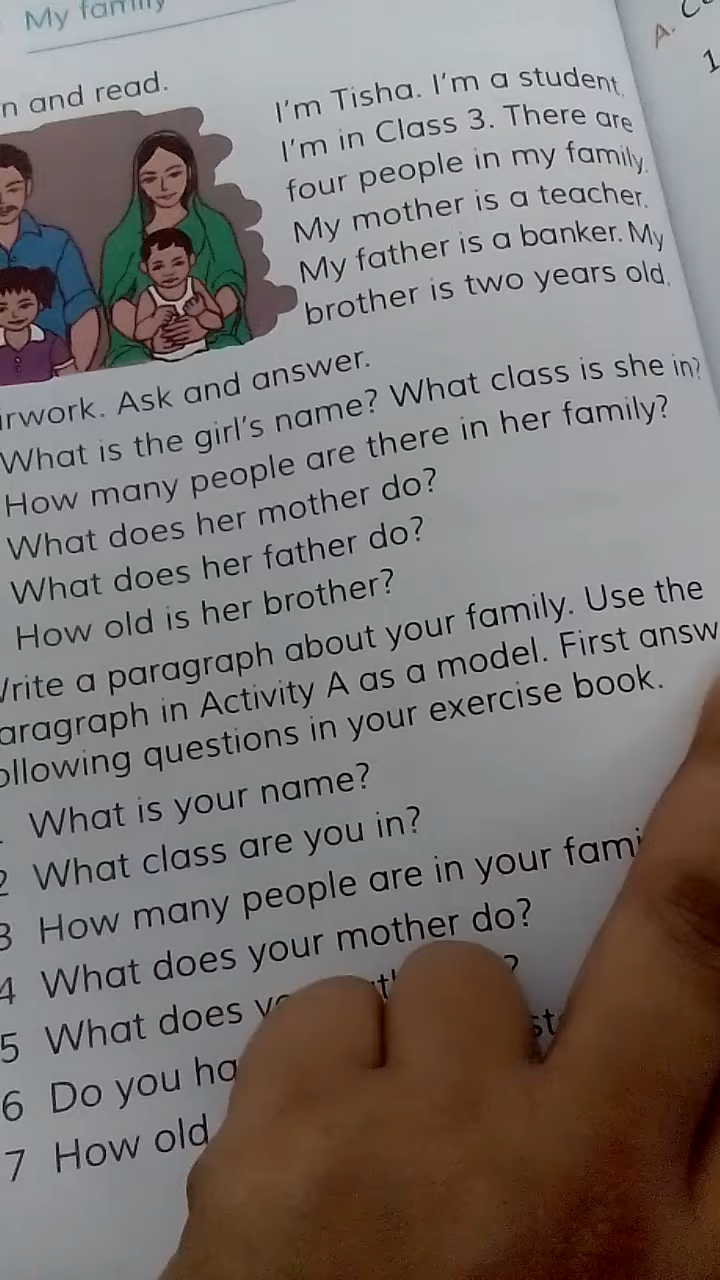 My family
n and read.
I'm Tisha. I'm a student.
I'm in Class 3. There are
four people in my family.
My mother is a teacher.
My father is a banker. My
brother is two years old.
irwork. Ask and answer.
What is the girl's name? What class is she in?
How many people are there in her family?
What does her mother do?
What does her father do?
How old is her brother?
Write a paragraph about your family. Use the
aragraph in Activity A as a model. First answ
ollowing questions in your exercise book.
What is your name?
2 What class are you in?
3 How many people are in your fami
4 What does your mother do?
5 What does
6 Do you ha
7 How old
A.
1